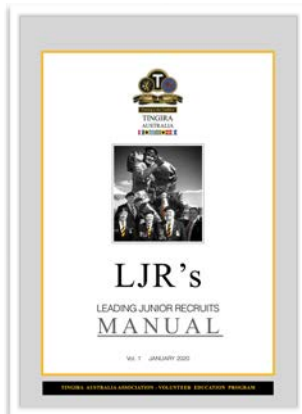 T
TINGIRA
AUSTRALIA
LJR's
LEADING JUNIOR RECRUITS
MANUAL
Vol. 1 JANUARY 2020
TINGIRA AUSTRALIA ASSOCIATION - VOLUNTEER EDUCATION PROGRAM